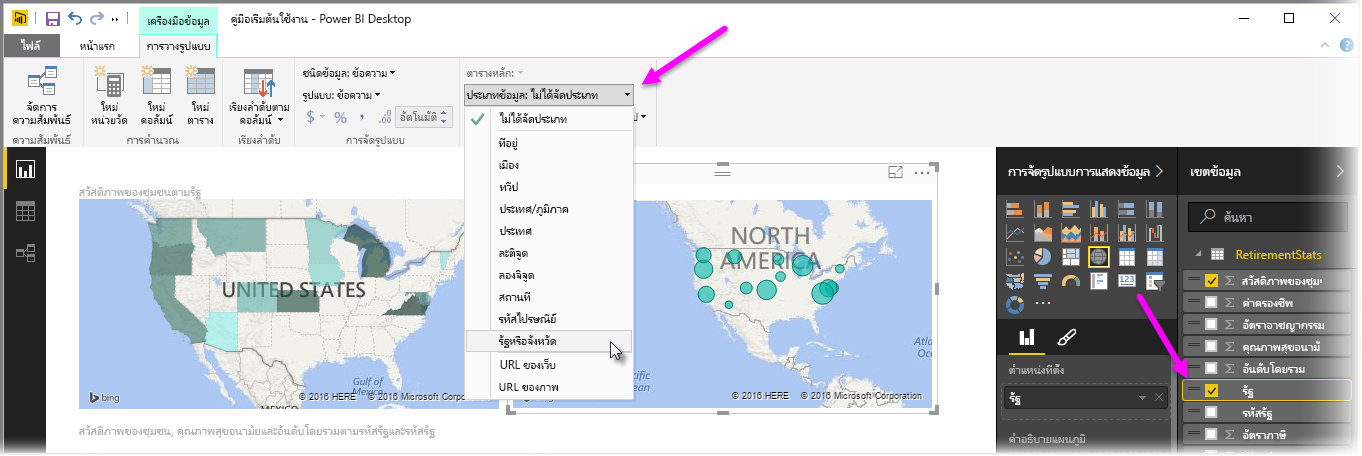 เครื่องมือข้อมูล
คู่มือเริ่มต้นใช้งาน - Power BI Desktop
ไฟล์
หน้าแรก
การวางรูปแบบ
จัดการ
ความสัมพันธ์
ความสัมพันธ์
ใหม่
หน่วยวัด
ใหม่
คอลัมน์
ใหม่
ตาราง
การคำนวณ
เรียงลำดับตาม
คอลัมน์
เรียงลำดับ
ชนิดข้อมูล: ข้อความ
รูปแบบ: ข้อความ
$ % , .00 อัตโนมัติ
การจัดรูปแบบ
ตารางหลัก:
ประเภทข้อมูล: ไม่ได้จัดประเภท
ไม่ได้จัดประเภท
ที่อยู่
เมือง
ทวีป
ประเทศ/ภูมิภาค
ประเทศ
ละติจูด
ลองจิจูด
สถานที่
รหัสไปรษณีย์
รัฐหรือจังหวัด
URL ของเว็บ
URL ของภาพ
สวัสดิภาพของชุมชนตามรัฐ
UNITED STATES
Gulf of
MEXICO
bing
© 2016 HERE © 2016 Microsoft Corporation
NORTH
AMERICA
© 2016 HERE © 2016 Microsoft Corporation
สวัสดิภาพของชุมชน, คุณภาพสุขอนามัยและอันดับโดยรวมตามรหัสรัฐและรหัสรัฐ
การจัดรูปแบบการแสดงข้อมูล
123
ตำแหน่งที่ตั้ง
รัฐ
คำอธิบายแผนภูมิ
เขตข้อมูล
ค้นหา
RetirementStats
สวัสดิภาพของชุม
ค่าครองชีพ
อัตราอาชญากรรม
คุณภาพสุขอนามั
อันดับโดยรวม
รัฐ
รหัสรัฐ
อัตราภาษี